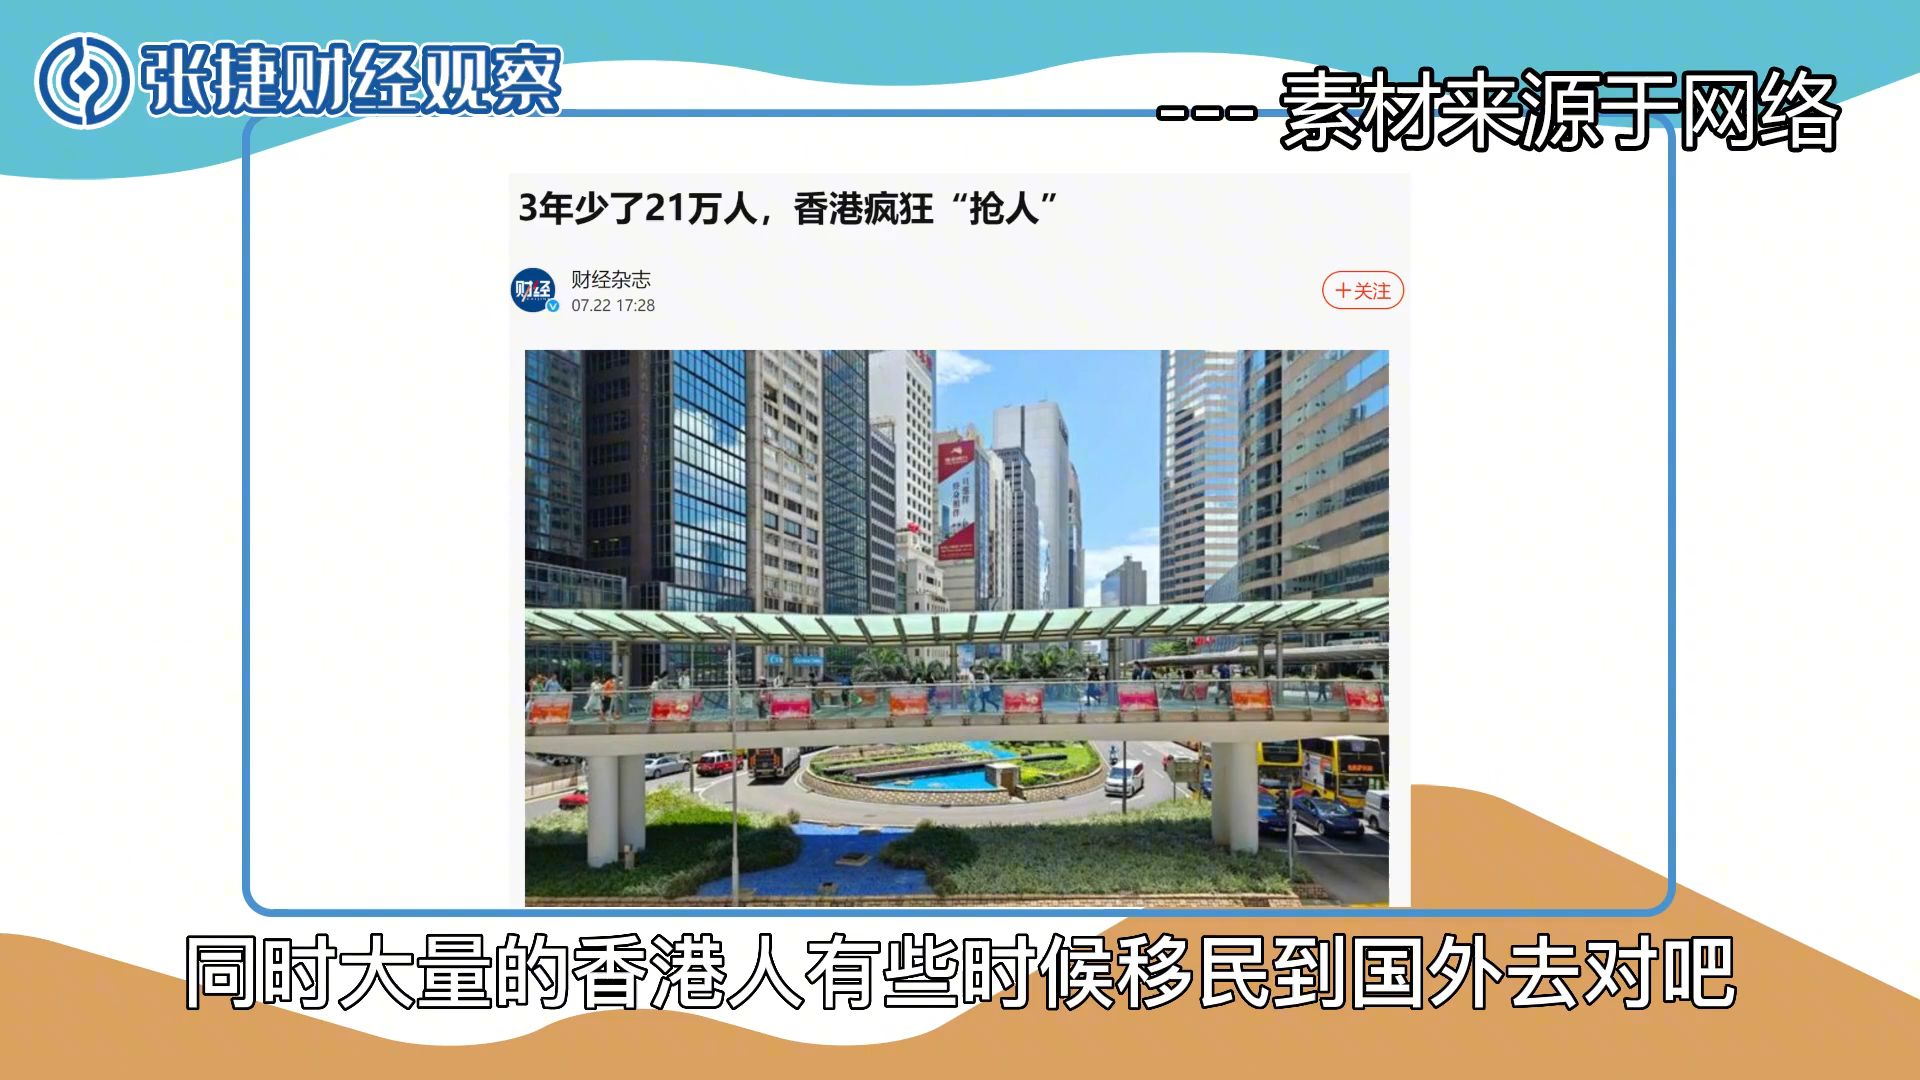 张捷财经观察
--- 素材来源于网络
3年少了21万人，香港疯狂“抢人”
财经
财经杂志
07.22 17:28
+关注
同时大量的香港人有些时候移民到国外去对吧